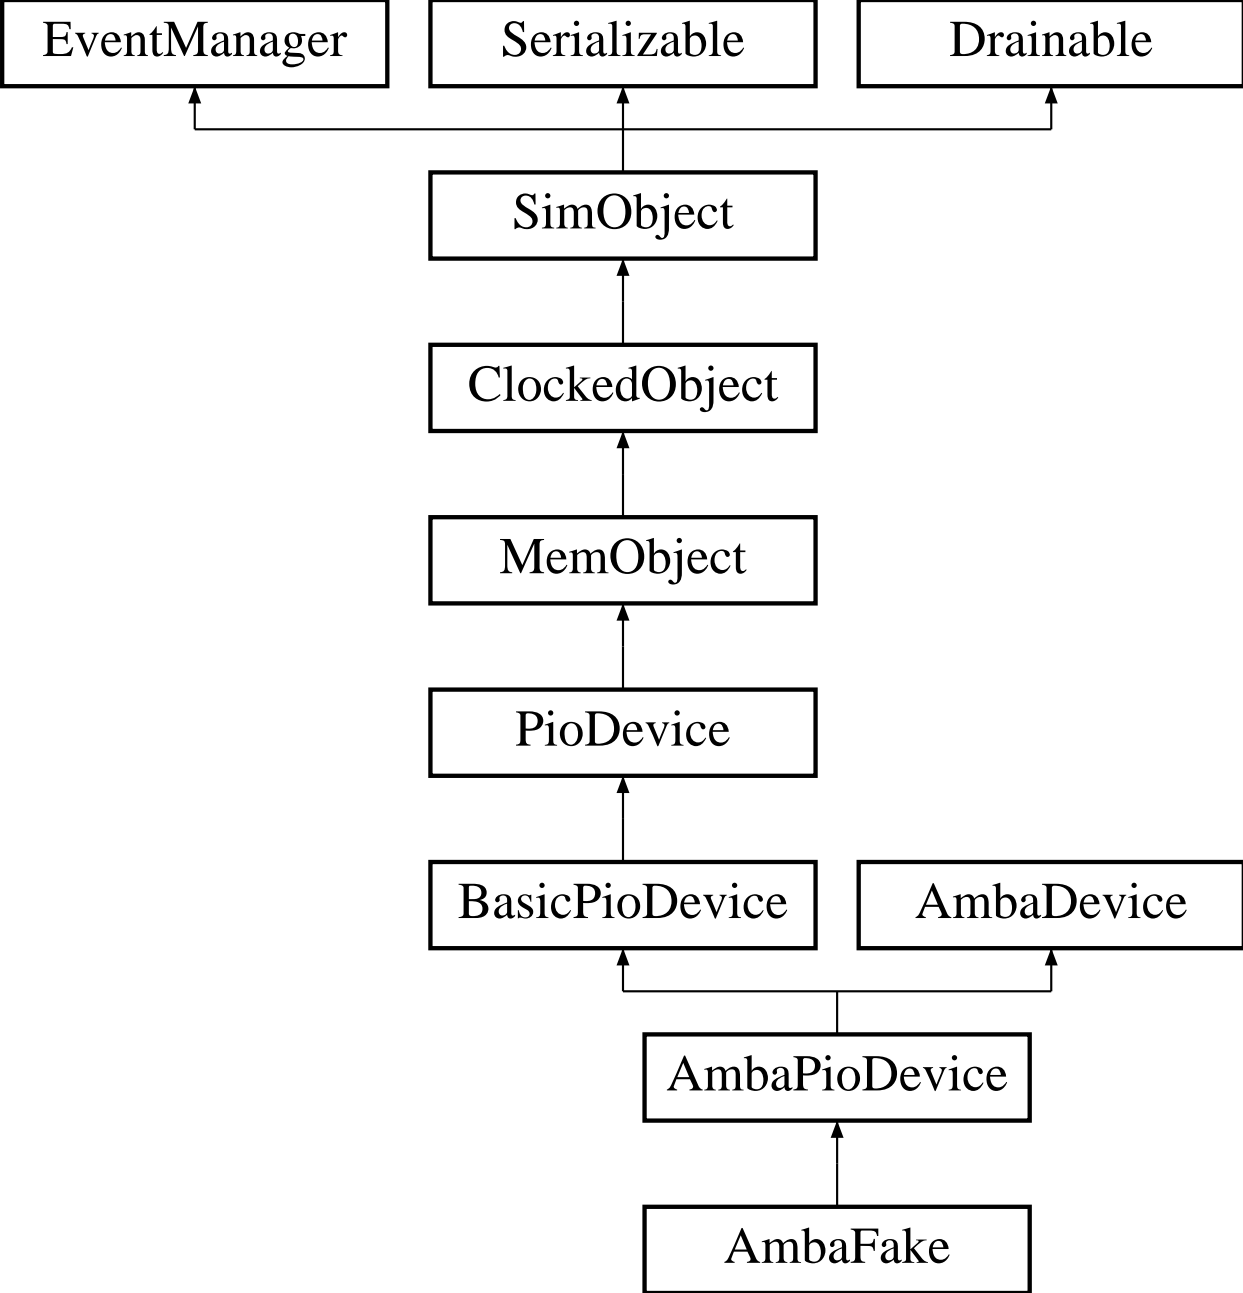 EventManager
Serializable
Drainable
SimObject
ClockedObject
MemObject
PioDevice
BasicPioDevice
AmbaDevice
AmbaPioDevice
AmbaFake